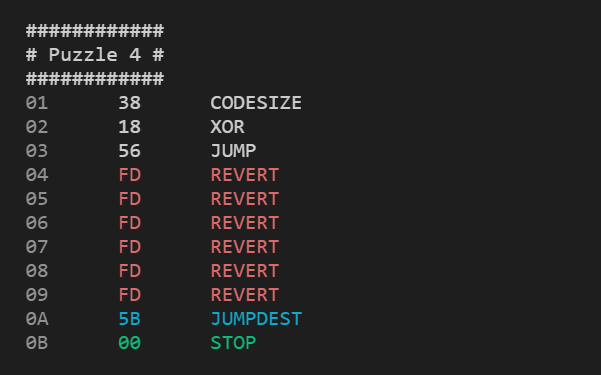 ############
# Puzzle 4 #
############
01 38 CODESIZE
02 18 XOR
03 56 JUMP
04 FD REVERT
05 FD REVERT
06 FD REVERT
07 FD REVERT
08 FD REVERT
09 FD REVERT
0A 5B JUMPDEST
0B 00 STOP